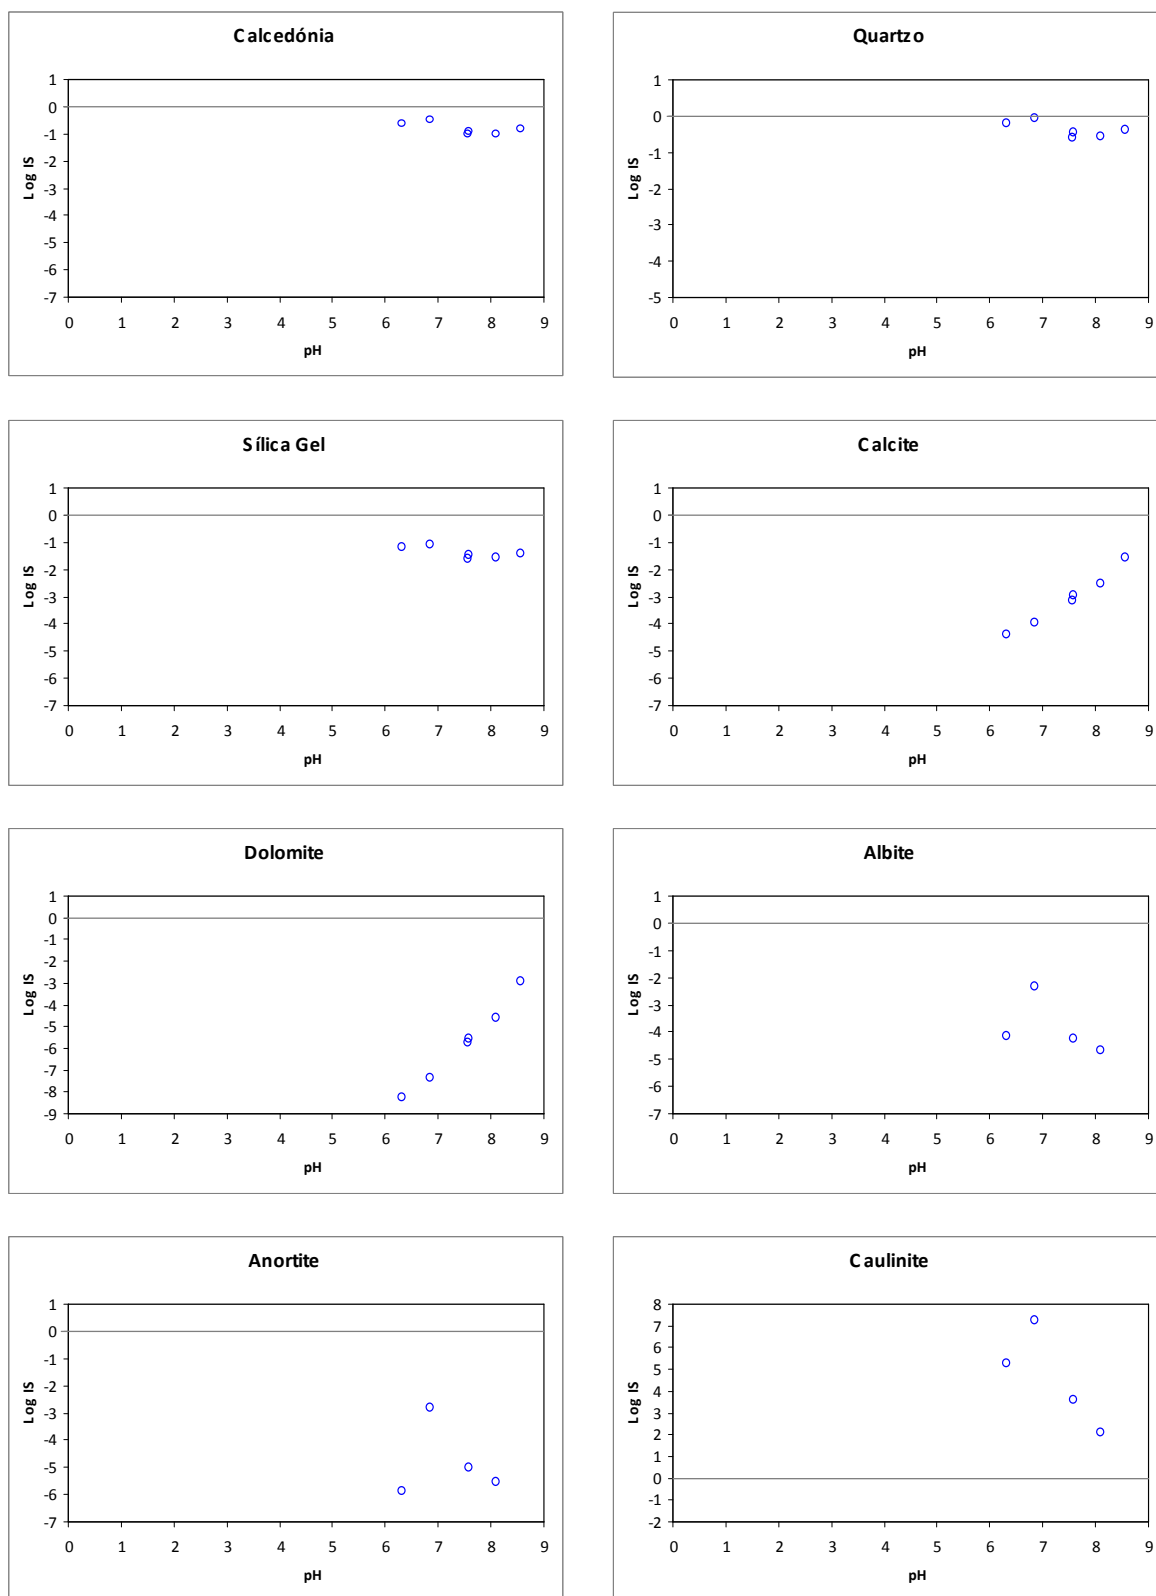 Calcedónia
1
0
-1
-2
-3
-4
-5
-6
-7
Log IS
0 1 2 3 4 5 6 7 8 9
pH
Quartzo
1
0
-1
-2
-3
-4
-5
Log IS
0 1 2 3 4 5 6 7 8 9
pH
Sílica Gel
1
0
-1
-2
-3
-4
-5
-6
-7
Log IS
0 1 2 3 4 5 6 7 8 9
pH
Calcite
1
0
-1
-2
-3
-4
-5
-6
-7
Log IS
0 1 2 3 4 5 6 7 8 9
pH
Dolomite
1
0
-1
-2
-3
-4
-5
-6
-7
-8
-9
Log IS
0 1 2 3 4 5 6 7 8 9
pH
Albite
1
0
-1
-2
-3
-4
-5
-6
-7
Log IS
0 1 2 3 4 5 6 7 8 9
pH
Anortite
1
0
-1
-2
-3
-4
-5
-6
-7
Log IS
0 1 2 3 4 5 6 7 8 9
pH
Caulinite
8
7
6
5
4
3
2
1
0
-1
-2
Log IS
0 1 2 3 4 5 6 7 8 9
pH